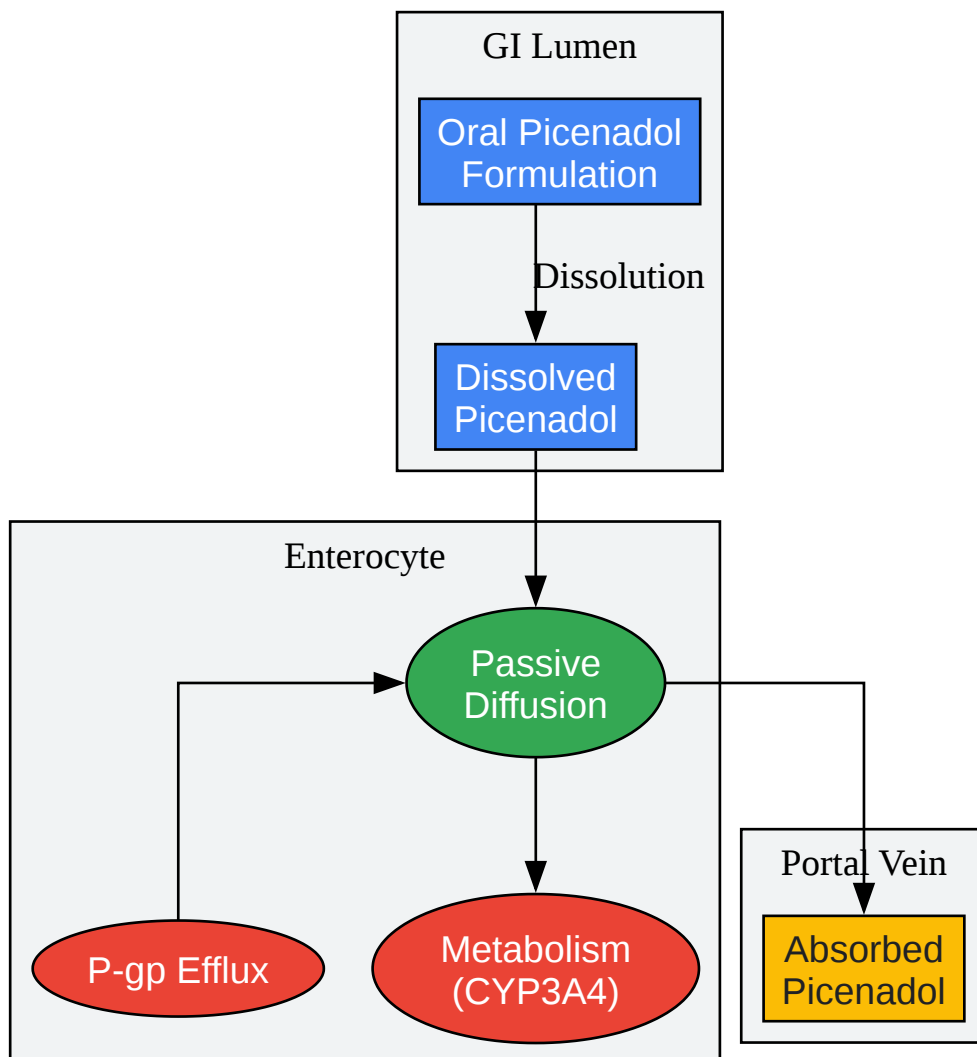 GI Lumen
Oral Picenadol
Formulation
Dissolution
Dissolved
Picenadol
Enterocyte
Passive
Diffusion
Portal Vein
P-gp Efflux
Metabolism
(CYP3A4)
Absorbed
Picenadol